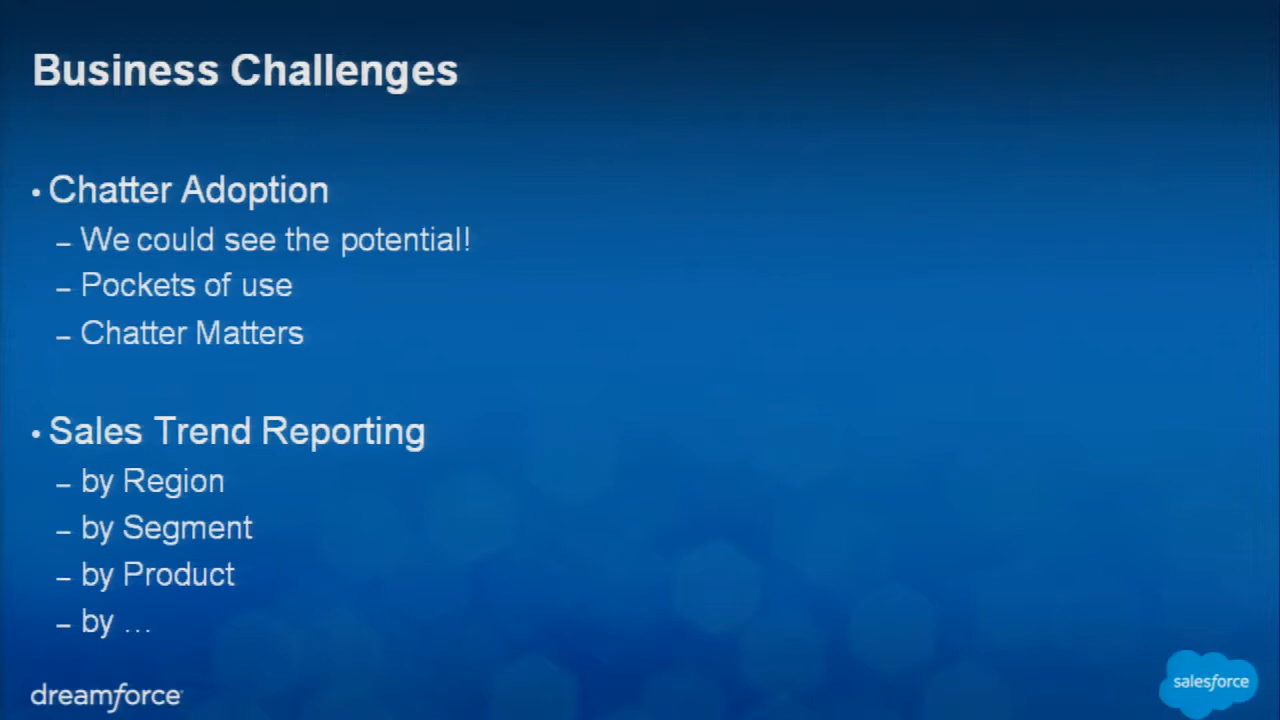 Business Challenges
• Chatter Adoption
– We could see the potential!
– Pockets of use
– Chatter Matters
• Sales Trend Reporting
– by Region
– by Segment
– by Product
– by …
dreamforce
salesforce